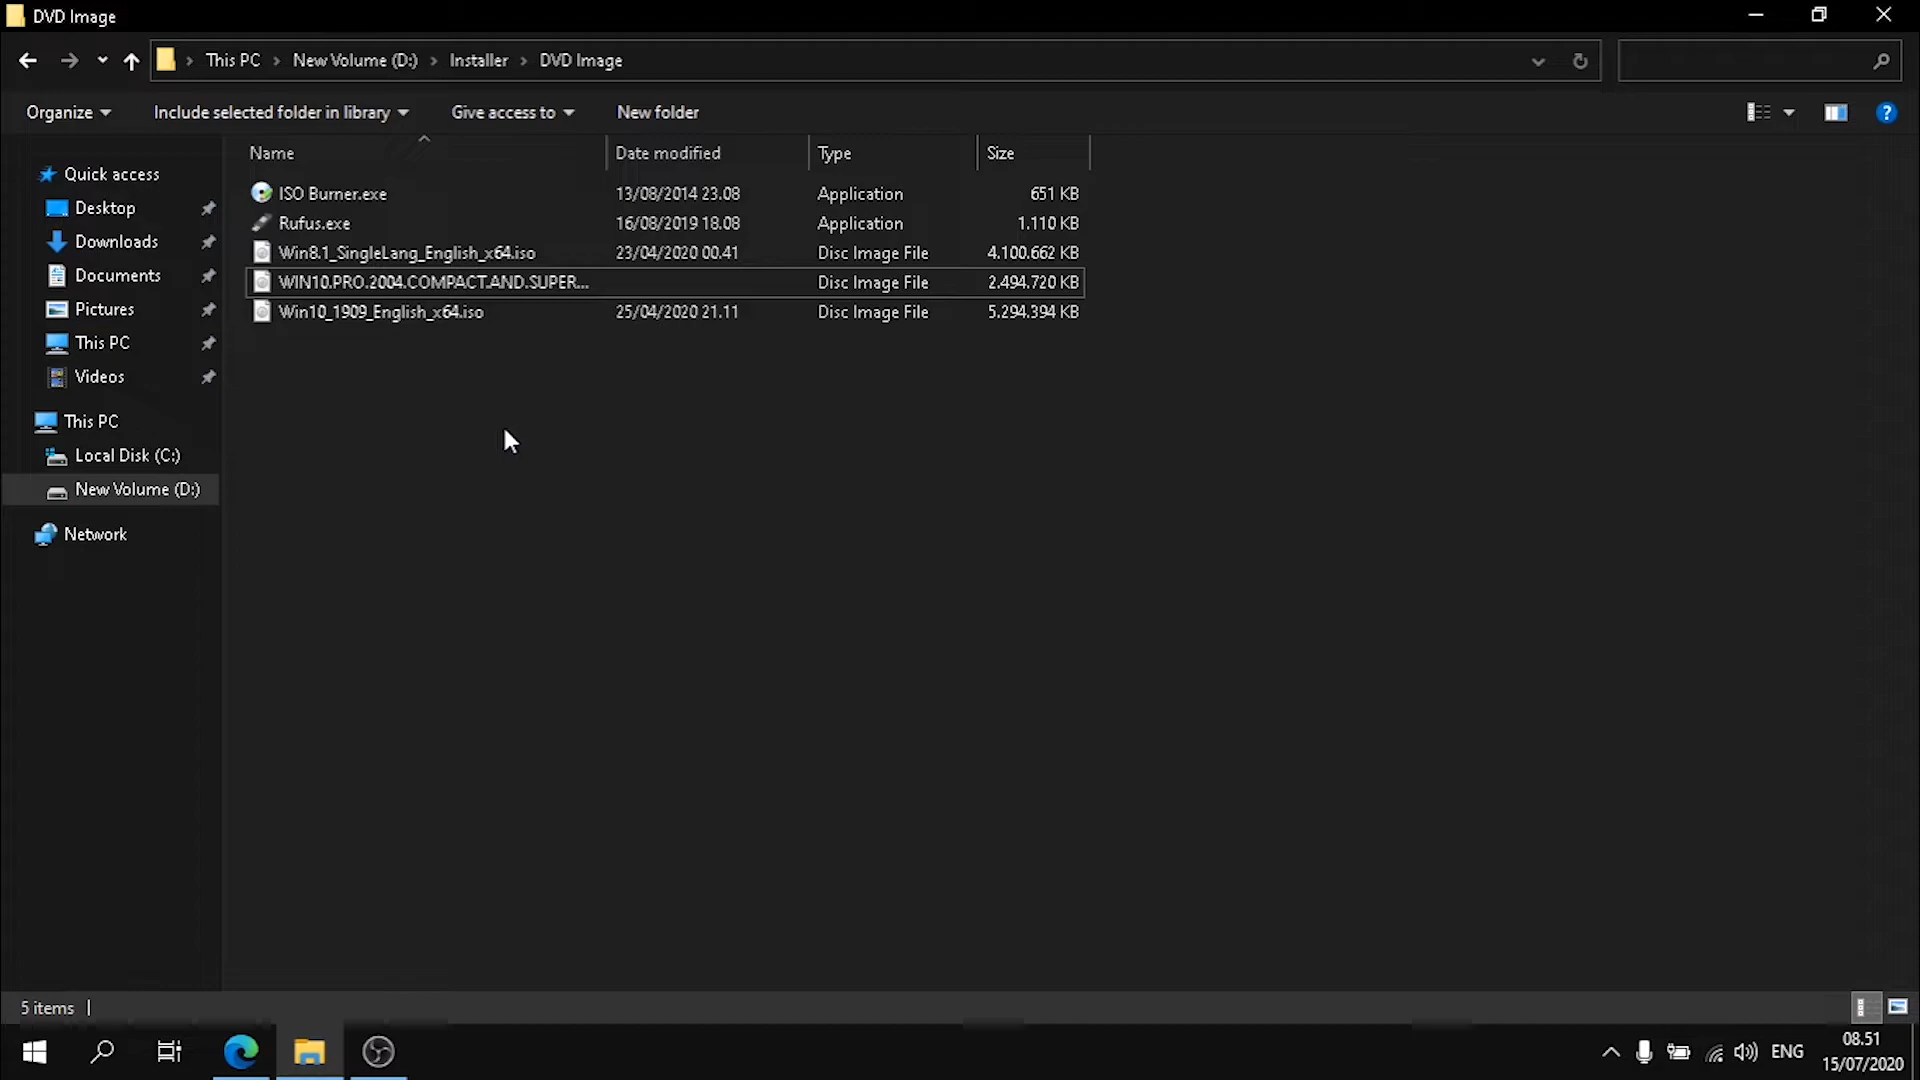 DVD Image
This PC New Volume (D:) Installer DVD Image
Organize Include selected folder in library Give access to New folder
Name Date modified Type Size
Quick access
Desktop
Downloads
Documents
Pictures
This PC
Videos
This PC
Local Disk (C:)
New Volume (D:)
Network
ISO Burner.exe 13/08/2014 23.08 Application 651 KB
Rufus.exe 16/08/2019 18.08 Application 1.110 KB
Win8.1_SingleLang_English_x64.iso 23/04/2020 00.41 Disc Image File 4.100.662 KB
WIN10.PRO.2004.COMPACT.AND.SUPER... Disc Image File 2.494.720 KB
Win10_1909_English_x64.iso 25/04/2020 21.11 Disc Image File 5.294.394 KB
5 items
ENG
08.51
15/07/2020